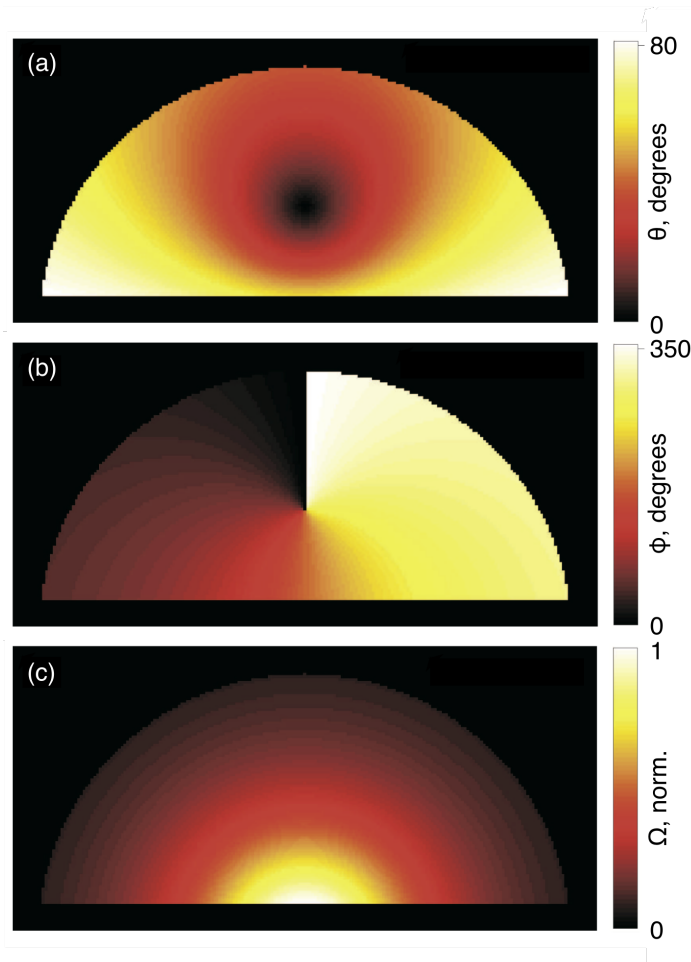 (a)
80
θ, degrees
0
(b)
350
ϕ, degrees
0
(c)
1
Ω, norm.
0